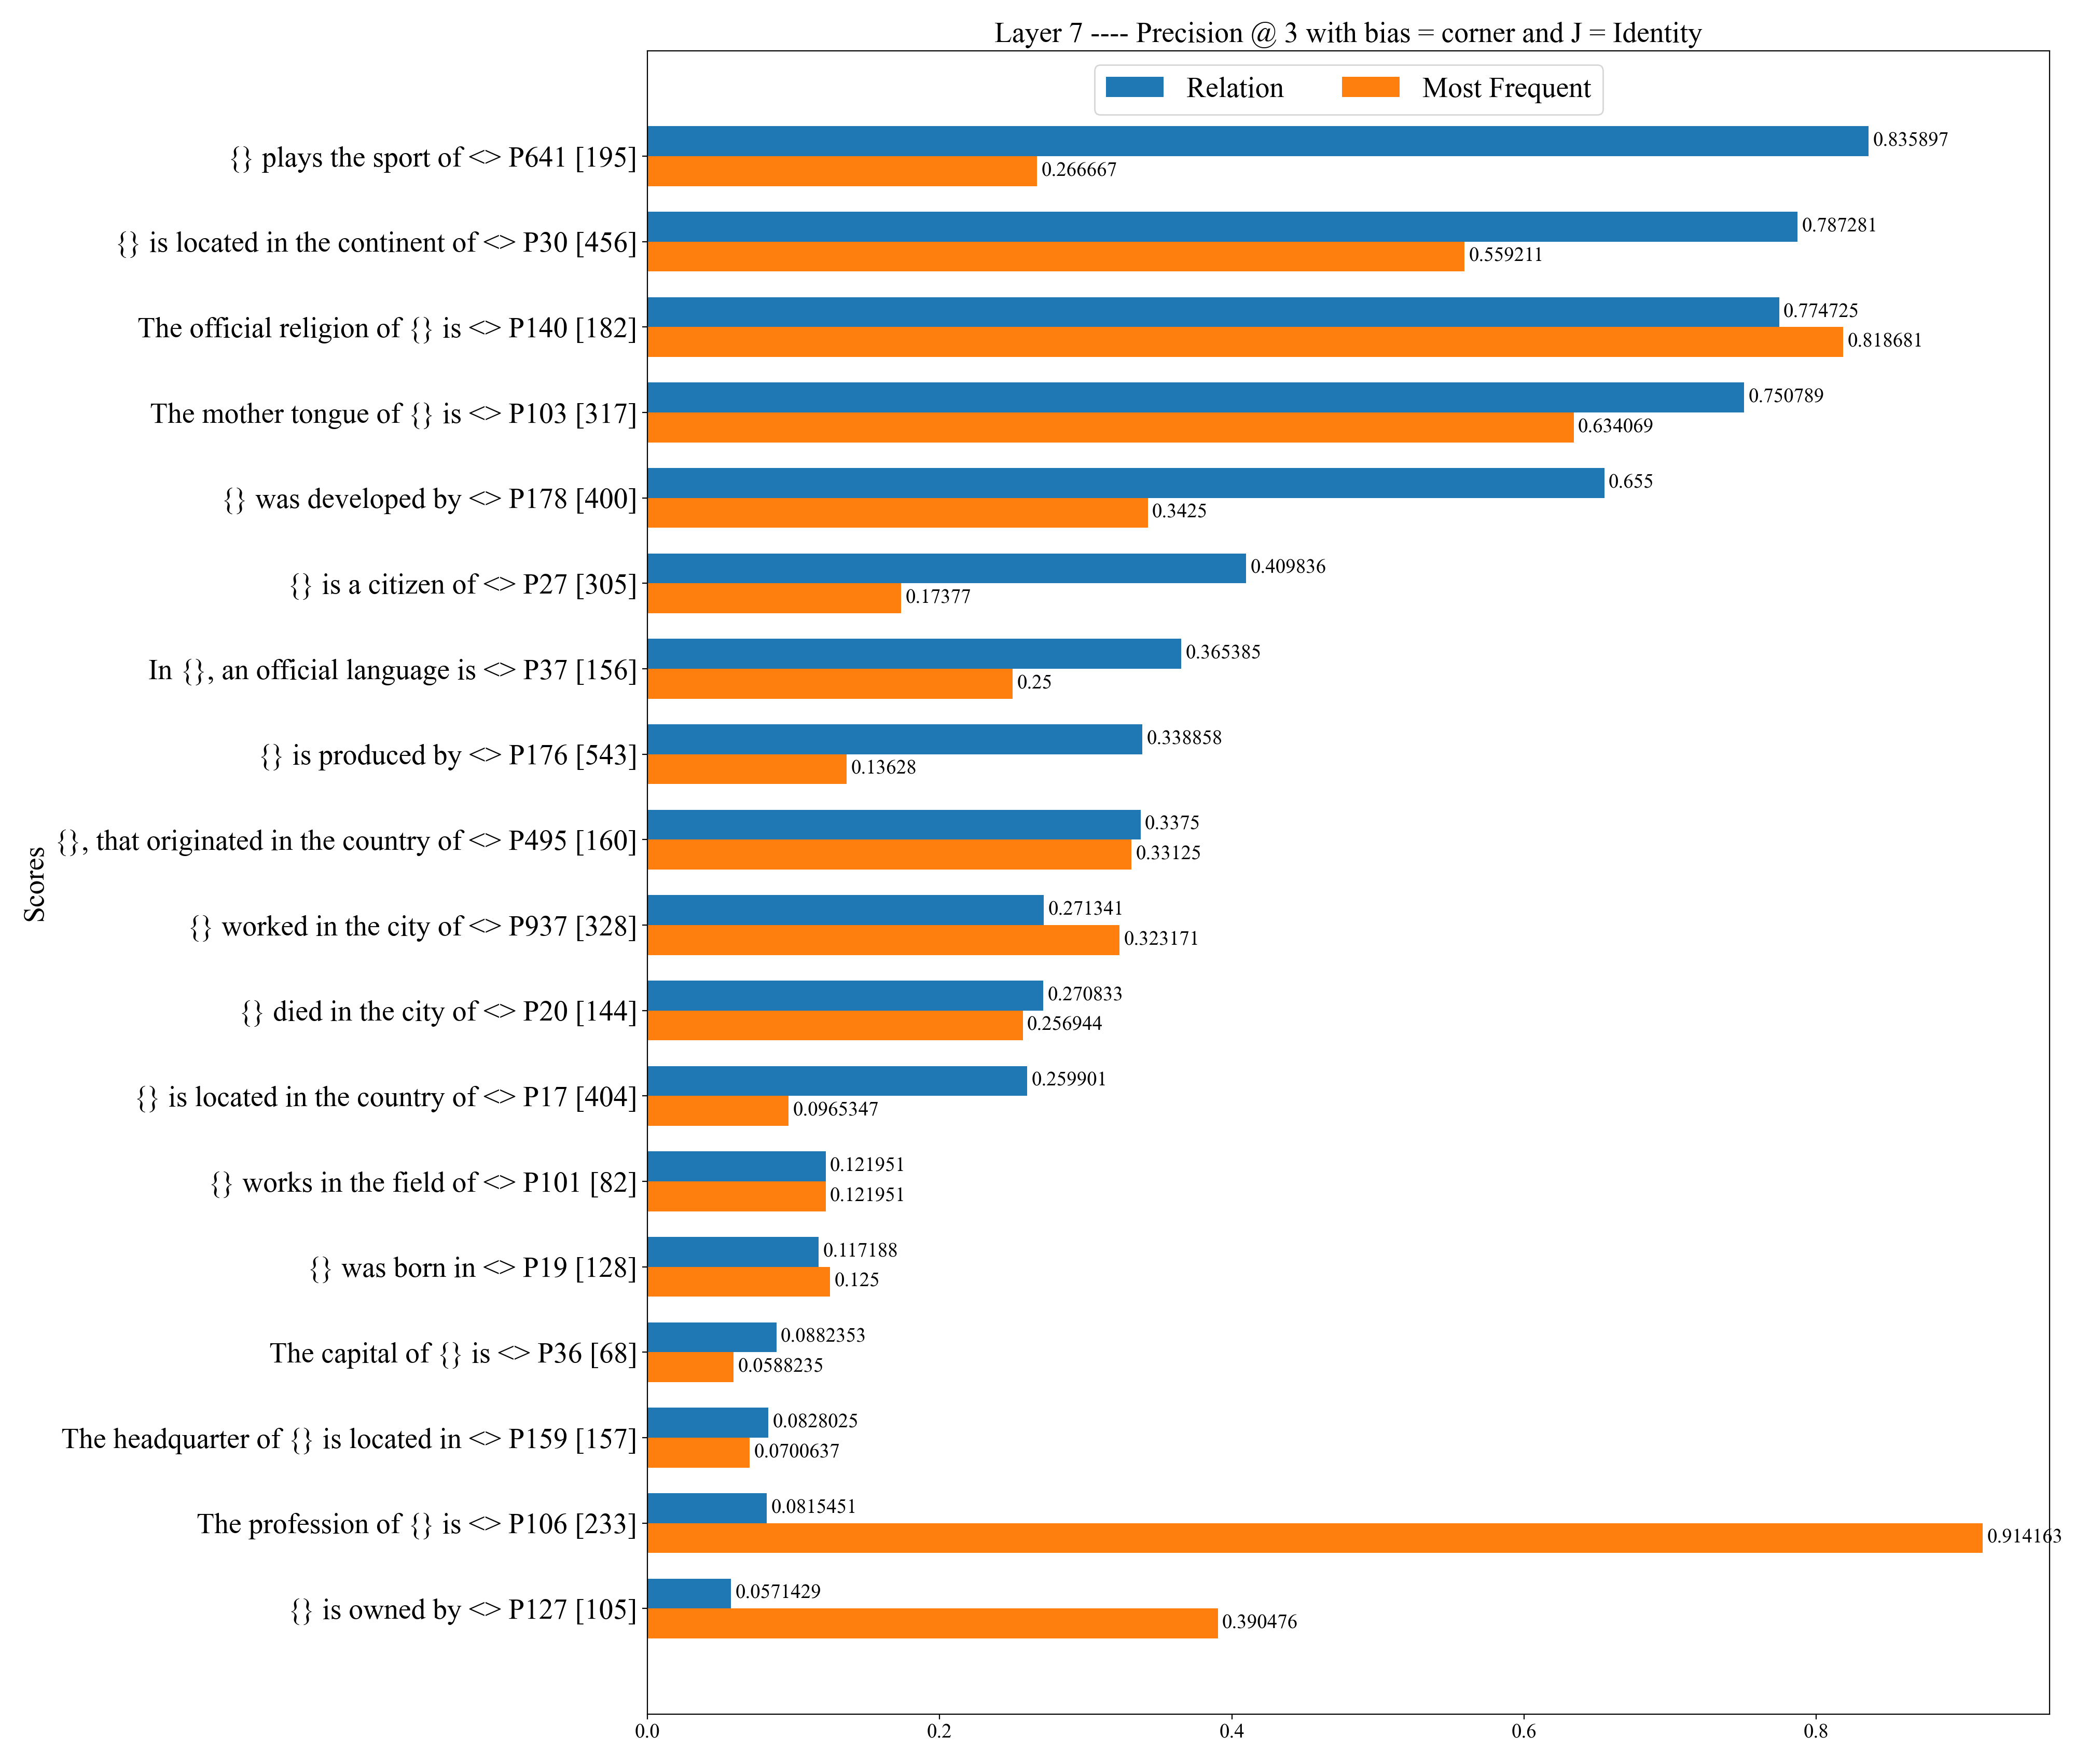 Layer 7 ---- Precision @ 3 with bias = corner and J = Identity
Relation
Most Frequent
Scores
{} plays the sport of <> P641 [195]
0.835897
0.266667
{} is located in the continent of <> P30 [456]
0.787281
0.559211
The official religion of {} is <> P140 [182]
0.774725
0.818681
The mother tongue of {} is <> P103 [317]
0.750789
0.634069
{} was developed by <> P178 [400]
0.655
0.3425
{} is a citizen of <> P27 [305]
0.409836
0.17377
In {}, an official language is <> P37 [156]
0.365385
0.25
{} is produced by <> P176 [543]
0.338858
0.13628
{}, that originated in the country of <> P495 [160]
0.3375
0.33125
{} worked in the city of <> P937 [328]
0.271341
0.323171
{} died in the city of <> P20 [144]
0.270833
0.256944
{} is located in the country of <> P17 [404]
0.259901
0.0965347
{} works in the field of <> P101 [82]
0.121951
0.121951
{} was born in <> P19 [128]
0.117188
0.125
The capital of {} is <> P36 [68]
0.0882353
0.0588235
The headquarter of {} is located in <> P159 [157]
0.0828025
0.0700637
The profession of {} is <> P106 [233]
0.0815451
0.914163
{} is owned by <> P127 [105]
0.0571429
0.390476
0.0 0.2 0.4 0.6 0.8